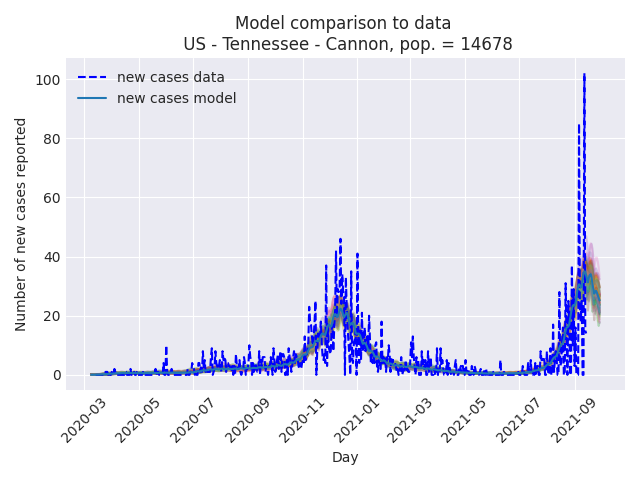 Model comparison to data
US - Tennessee - Cannon, pop. = 14678
new cases data
new cases model
Number of new cases reported
100
80
60
40
20
0
2020-03
2020-05
2020-07
2020-09
2020-11
2021-01
2021-03
2021-05
2021-07
2021-09
Day